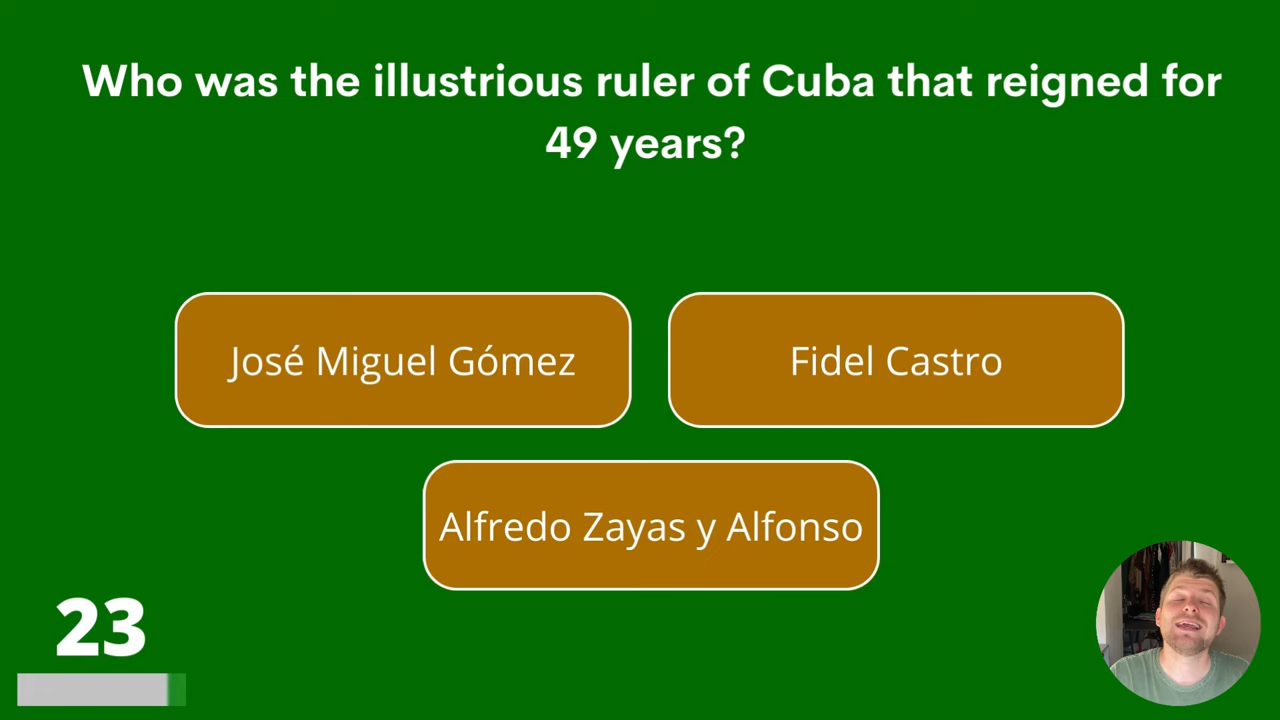 Who was the illustrious ruler of Cuba that reigned for
49 years?
José Miguel Gómez
Fidel Castro
Alfredo Zayas y Alfonso
23